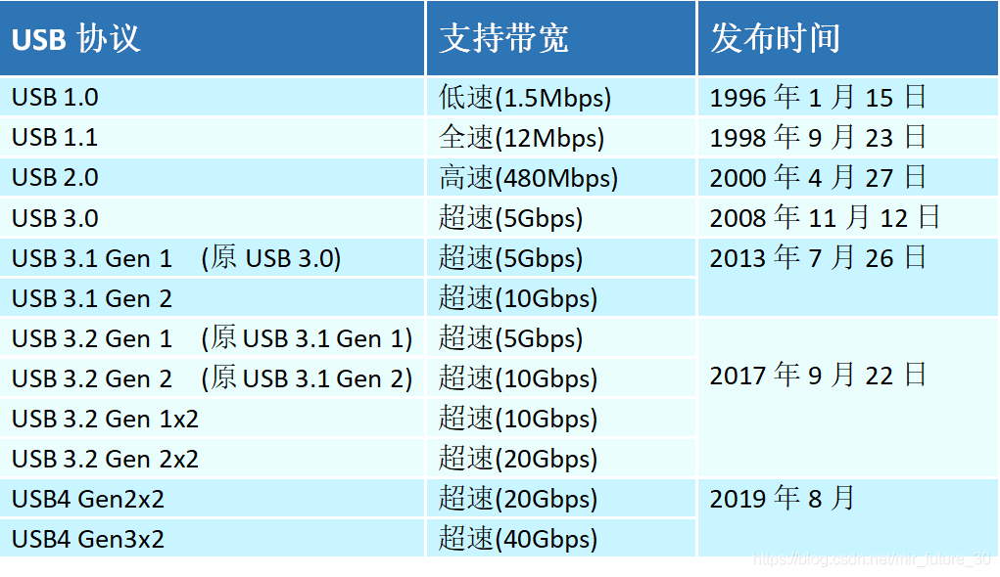 USB 协议 支持带宽 发布时间
USB 1.0 低速(1.5Mbps) 1996 年 1 月 15 日
USB 1.1 全速(12Mbps) 1998 年 9 月 23 日
USB 2.0 高速(480Mbps) 2000 年 4 月 27 日
USB 3.0 超速(5Gbps) 2008 年 11 月 12 日
USB 3.1 Gen 1 (原 USB 3.0) 超速(5Gbps) 2013 年 7 月 26 日
USB 3.1 Gen 2 超速(10Gbps)
USB 3.2 Gen 1 (原 USB 3.1 Gen 1) 超速(5Gbps)
USB 3.2 Gen 2 (原 USB 3.1 Gen 2) 超速(10Gbps) 2017 年 9 月 22 日
USB 3.2 Gen 1x2 超速(10Gbps)
USB 3.2 Gen 2x2 超速(20Gbps)
USB4 Gen2x2 超速(20Gbps) 2019 年 8 月
USB4 Gen3x2 超速(40Gbps)
https://blog.csdn.net/mir_future_30